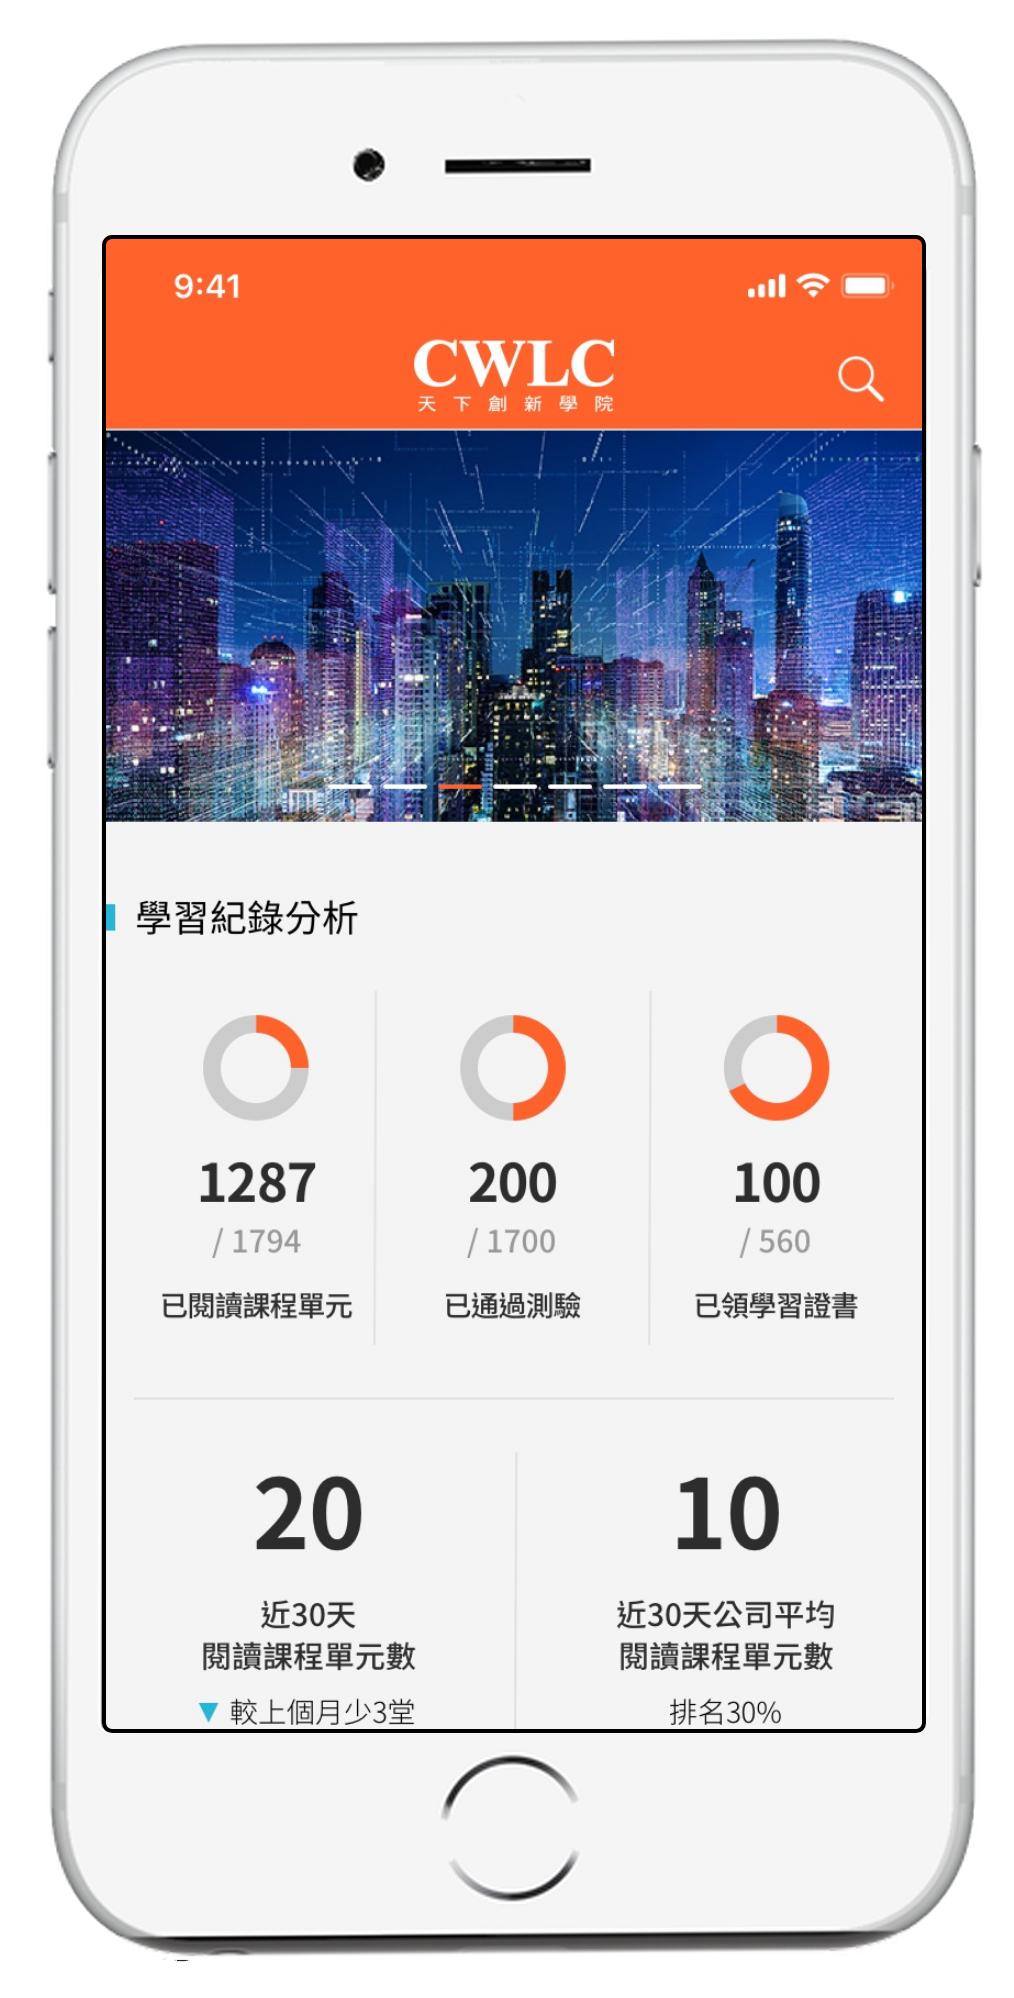 9:41
CWLC
天下創新學院
學習紀錄分析
1287
/ 1794
已閱讀課程單元
200
/ 1700
已通過測驗
100
/ 560
已領學習證書
20
近30天
閱讀課程單元數
▼ 較上個月少3堂
10
近30天公司平均
閱讀課程單元數
排名30%